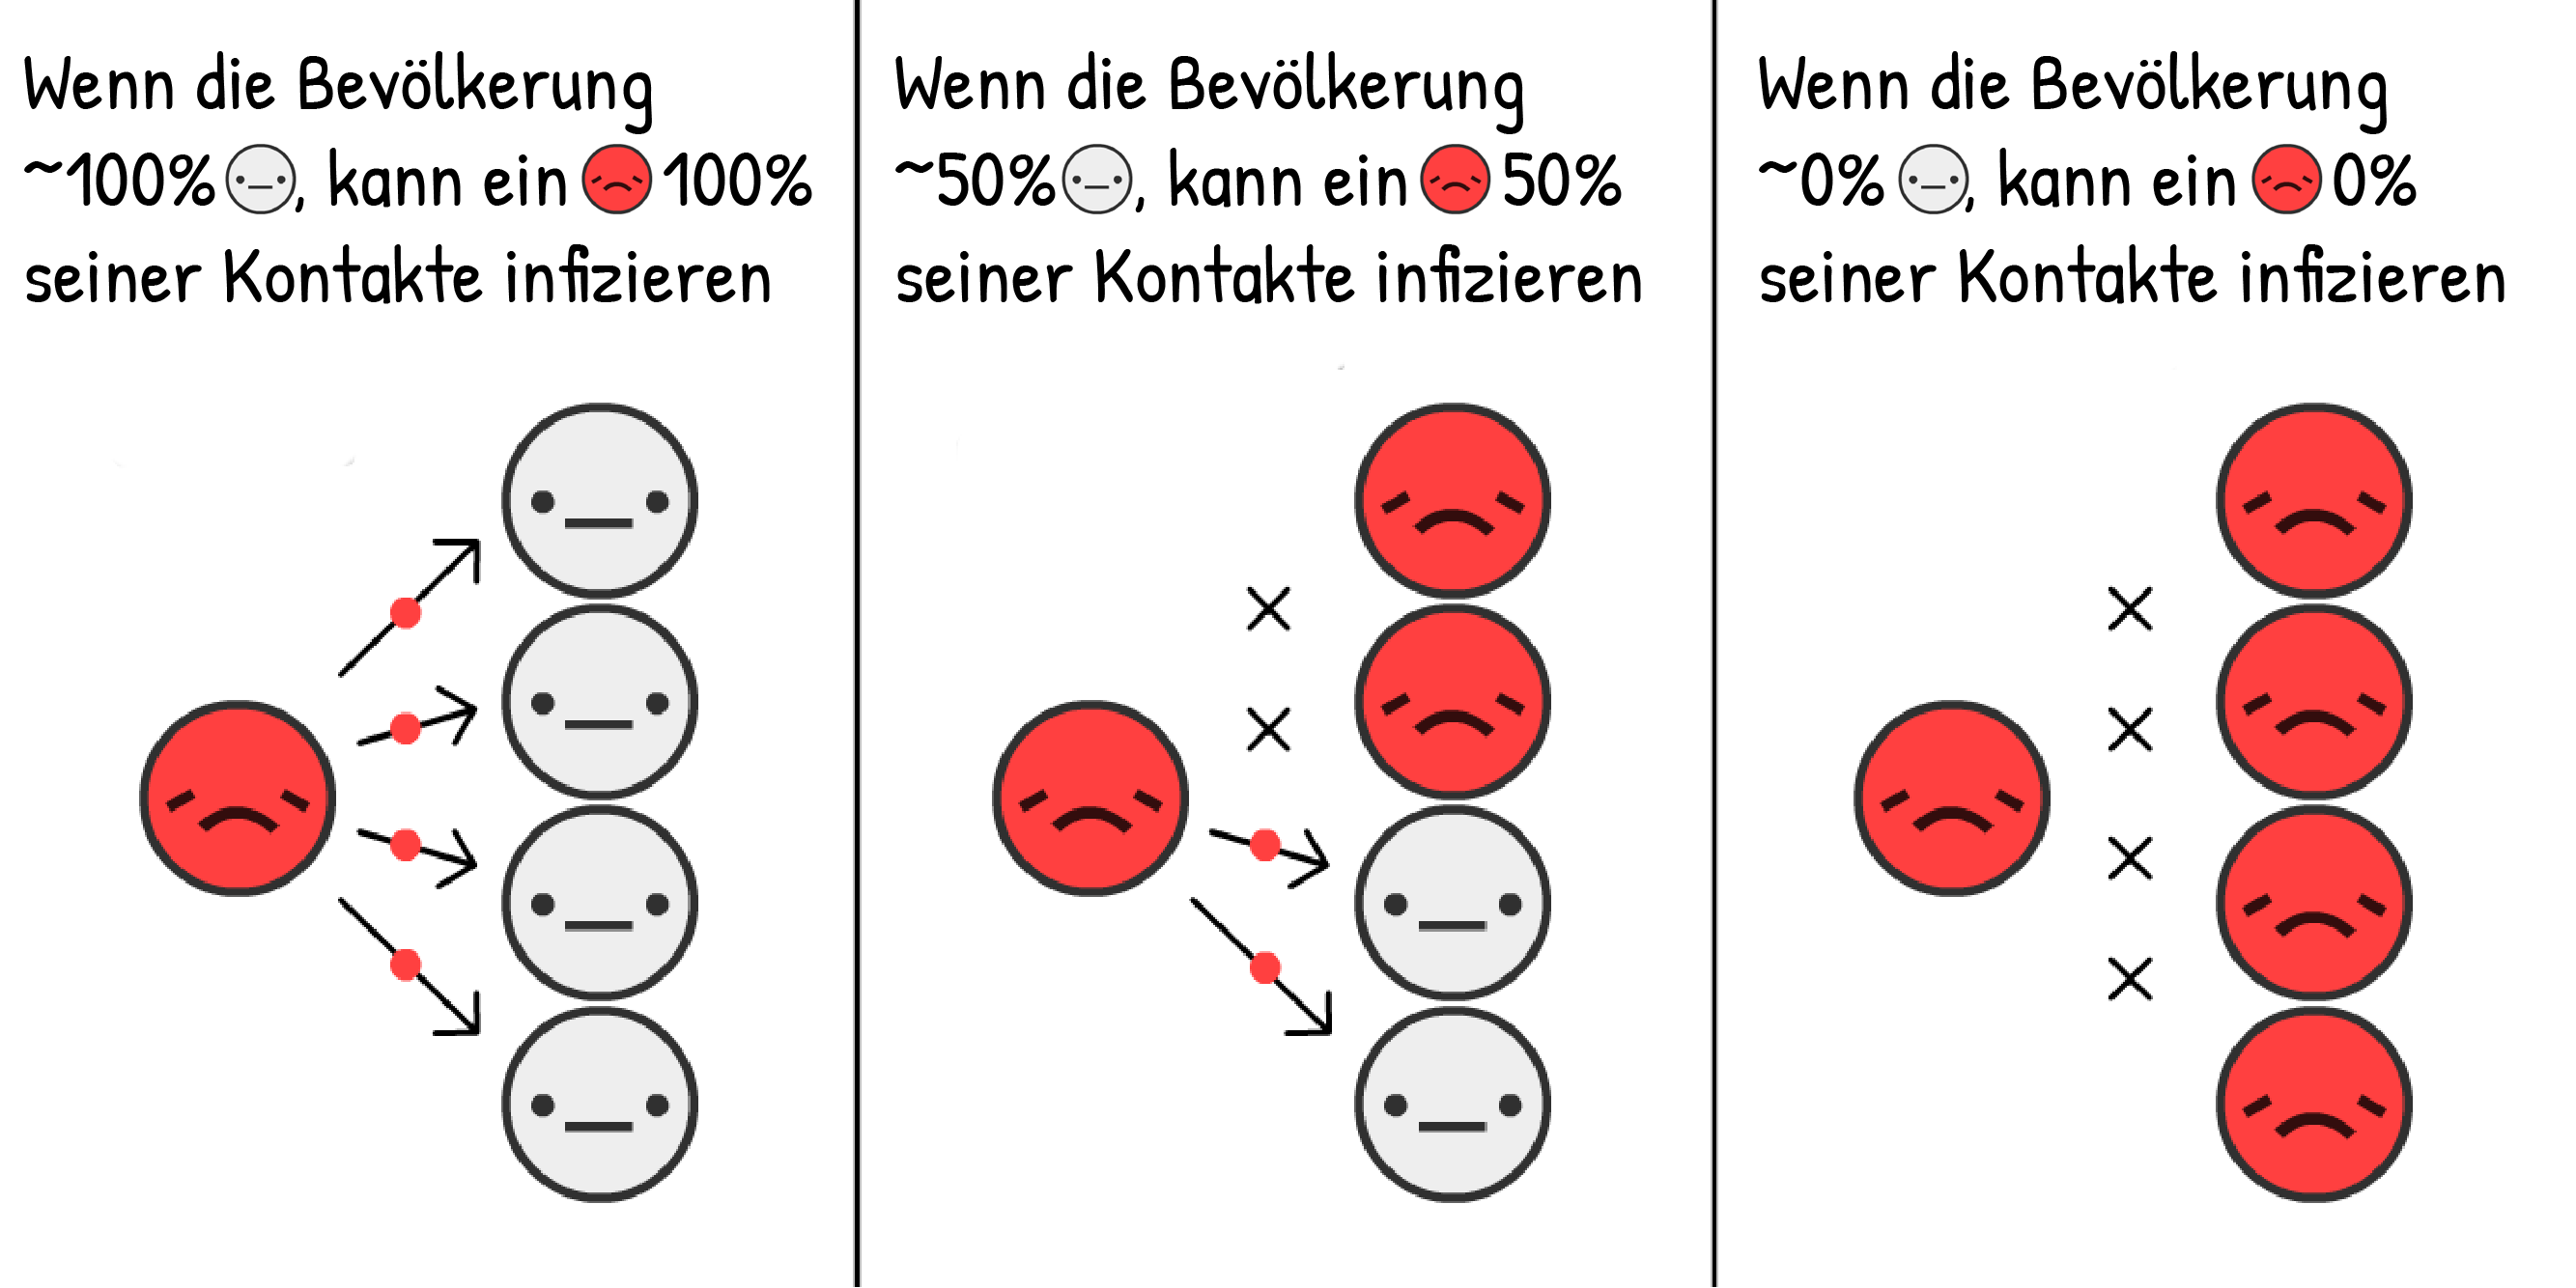 Wenn die Bevölkerung
~100% , kann ein 100%
seiner Kontakte infizieren
Wenn die Bevölkerung
~50% , kann ein 50%
seiner Kontakte infizieren
Wenn die Bevölkerung
~0% , kann ein 0%
seiner Kontakte infizieren